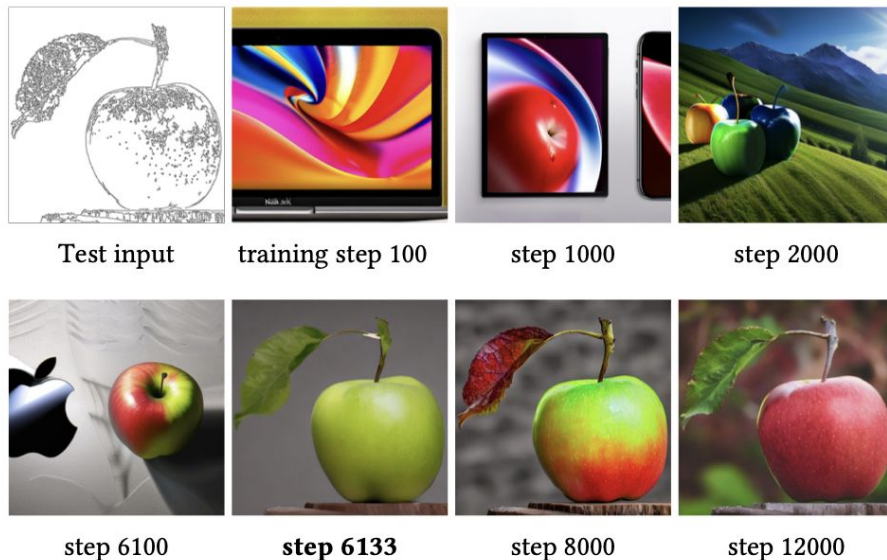 Test input
training step 100
step 1000
step 2000
step 6100
step 6133
step 8000
step 12000